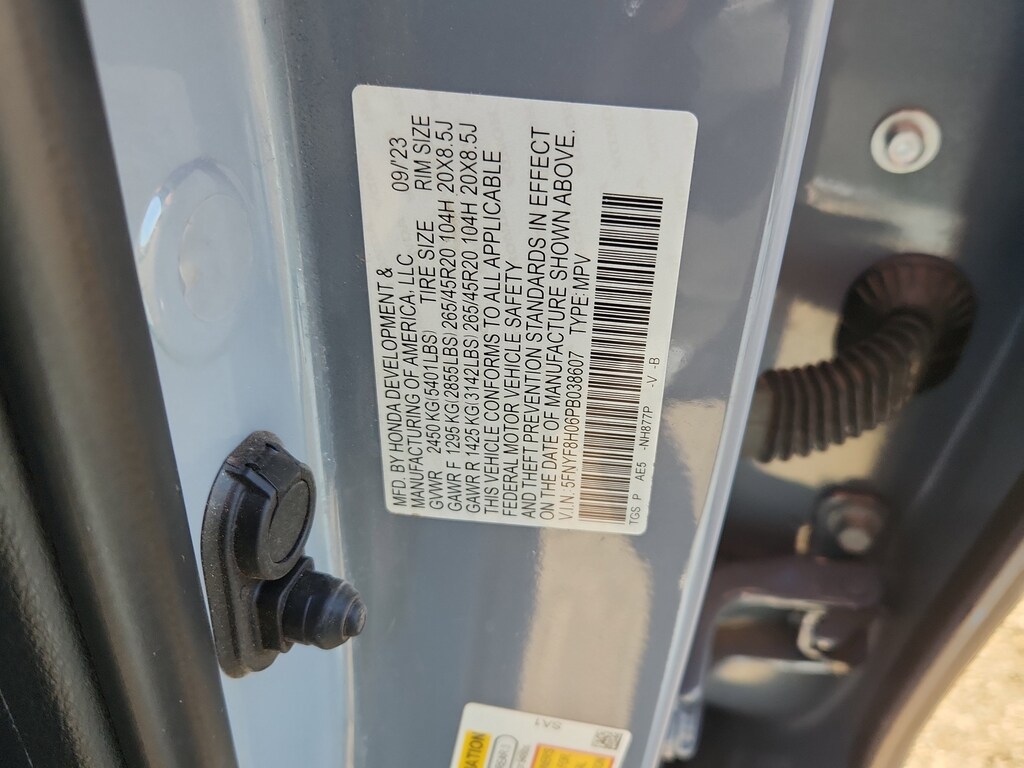 MFD. BY HONDA DEVELOPMENT &
MANUFACTURING OF AMERICA, LLC 09/23
GVWR 2450 KG(5401LBS) TIRE SIZE RIM SIZE
GAWR F 1295 KG(2855LBS) 265/45R20 104H 20X8.5J
GAWR R 1425 KG(3142LBS) 265/45R20 104H 20X8.5J
THIS VEHICLE CONFORMS TO ALL APPLICABLE
FEDERAL MOTOR VEHICLE SAFETY
AND THEFT PREVENTION STANDARDS IN EFFECT
ON THE DATE OF MANUFACTURE SHOWN ABOVE.
V.I.N. 5FNYF8H06PB038607 TYPE:MPV
TGS P AE5 -NH877P -V -B
SA1